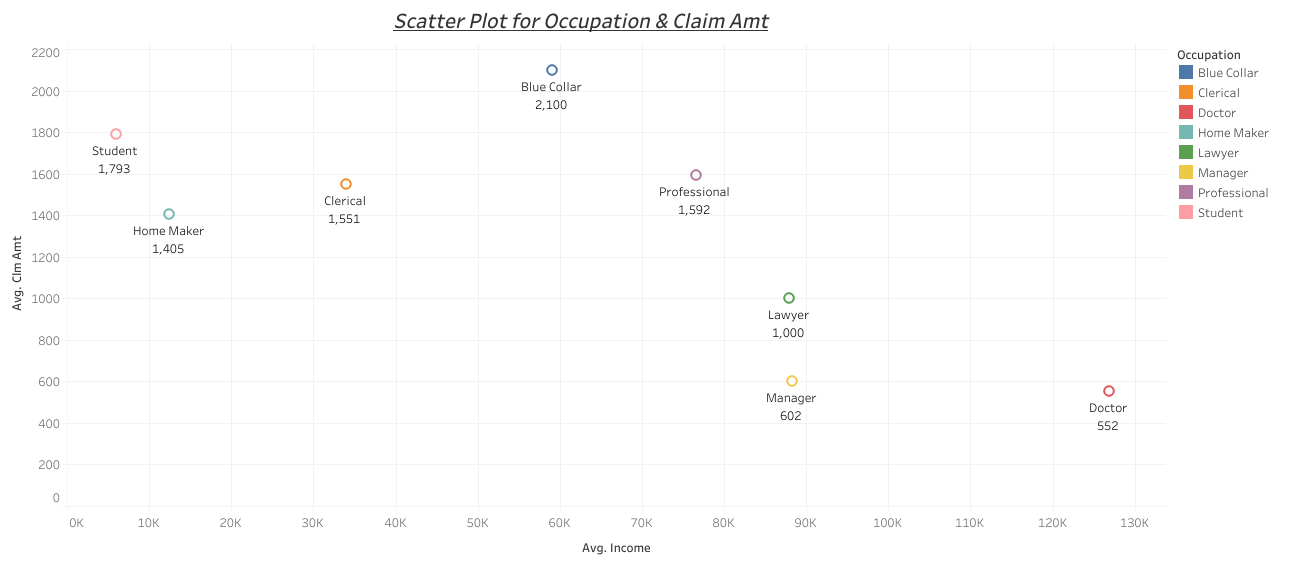 Scatter Plot for Occupation & Claim Amt
2200
2000
1800
1600
1400
1200
1000
800
600
400
200
0
Avg. Clm Amt
Blue Collar
2,100
Student
1,793
Clerical
1,551
Professional
1,592
Home Maker
1,405
Lawyer
1,000
Manager
602
Doctor
552
0K 10K 20K 30K 40K 50K 60K 70K 80K 90K 100K 110K 120K 130K
Avg. Income
Occupation
Blue Collar
Clerical
Doctor
Home Maker
Lawyer
Manager
Professional
Student